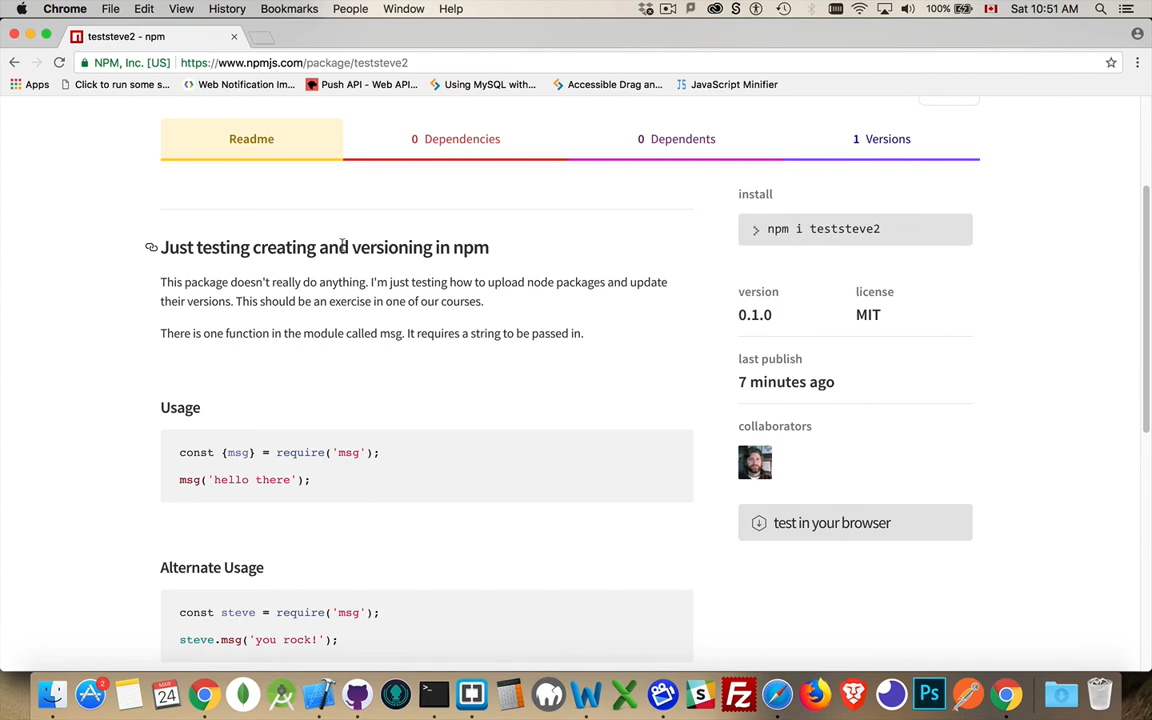 Chrome File Edit View History Bookmarks People Window Help 100% Sat 10:51 AM
teststeve2 - npm
NPM, Inc. [US] https://www.npmjs.com/package/teststeve2
Apps Click to run some s... Web Notification Im... Push API - Web API... Using MySQL with... Accessible Drag an... JavaScript Minifier
Readme 0 Dependencies 0 Dependents 1 Versions
install
> npm i teststeve2
Just testing creating and versioning in npm
This package doesn't really do anything. I'm just testing how to upload node packages and update
their versions. This should be an exercise in one of our courses.
There is one function in the module called msg. It requires a string to be passed in.
version license
0.1.0 MIT
last publish
7 minutes ago
collaborators
test in your browser
Usage
const {msg} = require('msg');
msg('hello there');
Alternate Usage
const steve = require('msg');
steve.msg('you rock!');
2
MAR
24